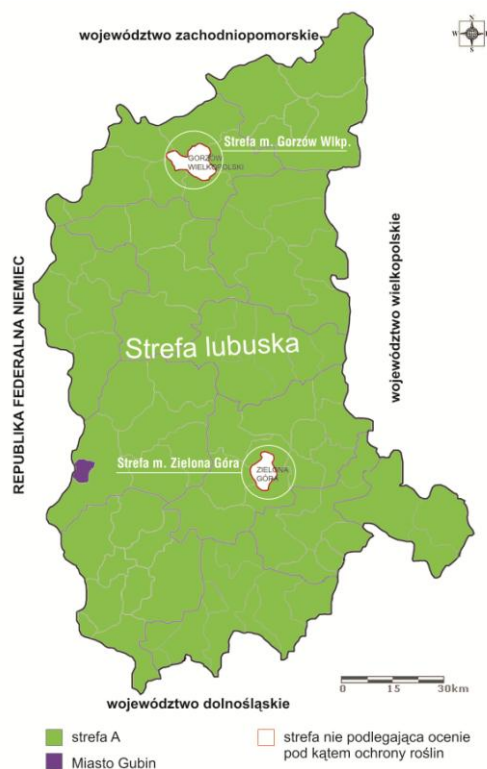 województwo zachodniopomorskie
N
W
E
S
Strefa m. Gorzów Wlkp.
GORZÓW
WIELKOPOLSKI
REPUBLIKA FEDERALNA NIEMIEC
województwo wielkopolskie
Strefa lubuska
Strefa m. Zielona Góra
ZIELONA
GÓRA
0 15 30km
województwo dolnośląskie
strefa A
Miasto Gubin
strefa nie podlegająca ocenie
pod kątem ochrony roślin